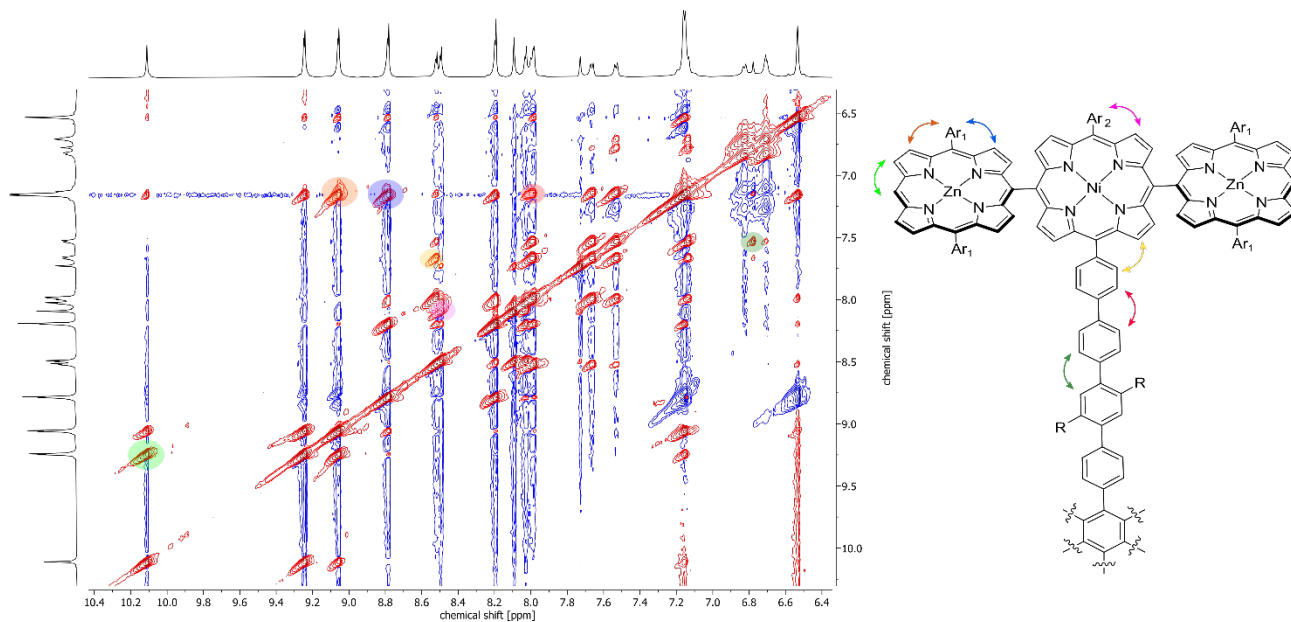 6.5
7.0
7.5
8.0
8.5
9.0
9.5
10.0
chemical shift [ppm]
10.4 10.2 10.0 9.8 9.6 9.4 9.2 9.0 8.8 8.6 8.4 8.2 8.0 7.8 7.6 7.4 7.2 7.0 6.8 6.6 6.4
chemical shift [ppm]
Ar1 Ar2 Ar1
N N N N N N
Zn Ni Zn
N N N N N N
Ar1 Ar1
R
R